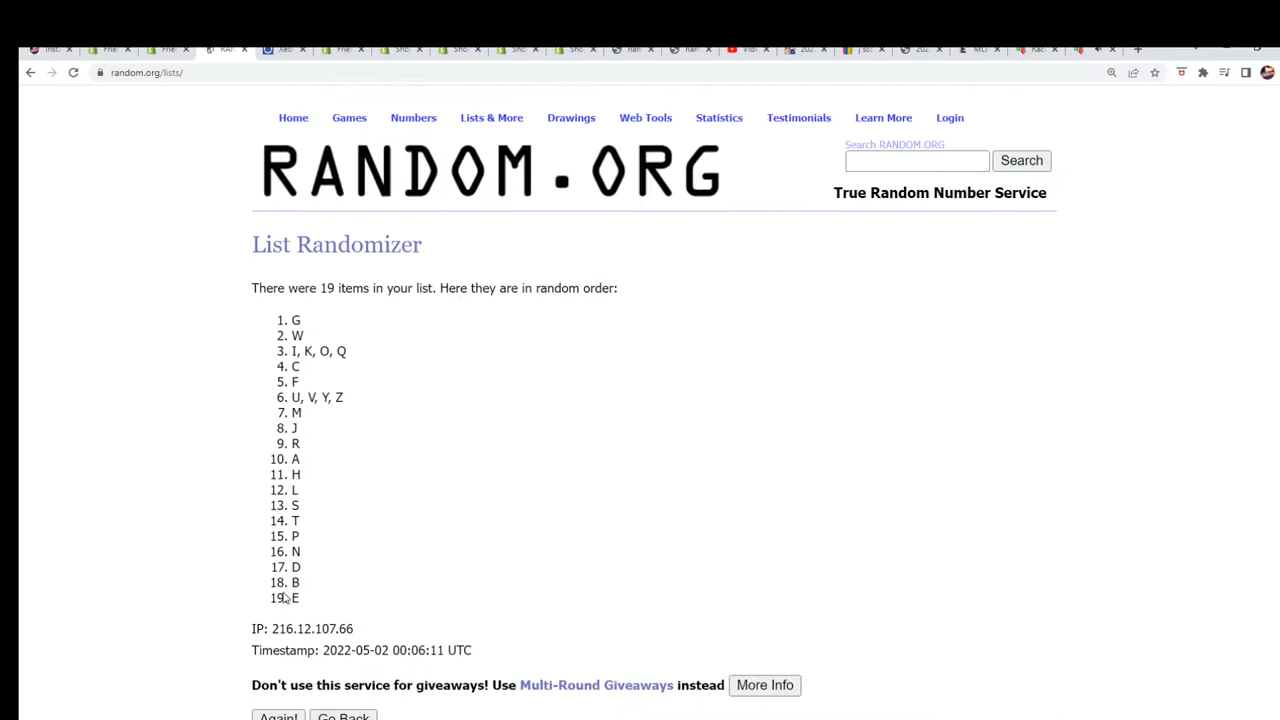 random.org/lists/
Home Games Numbers Lists & More Drawings Web Tools Statistics Testimonials Learn More Login
Search RANDOM.ORG
RANDOM.ORG
Search
True Random Number Service
List Randomizer
There were 19 items in your list. Here they are in random order:
1. G
2. W
3. I, K, O, Q
4. C
5. F
6. U, V, Y, Z
7. M
8. J
9. R
10. A
11. H
12. L
13. S
14. T
15. P
16. N
17. D
18. B
19. E
IP: 216.12.107.66
Timestamp: 2022-05-02 00:06:11 UTC
Don't use this service for giveaways! Use Multi-Round Giveaways instead More Info
Again! Go Back